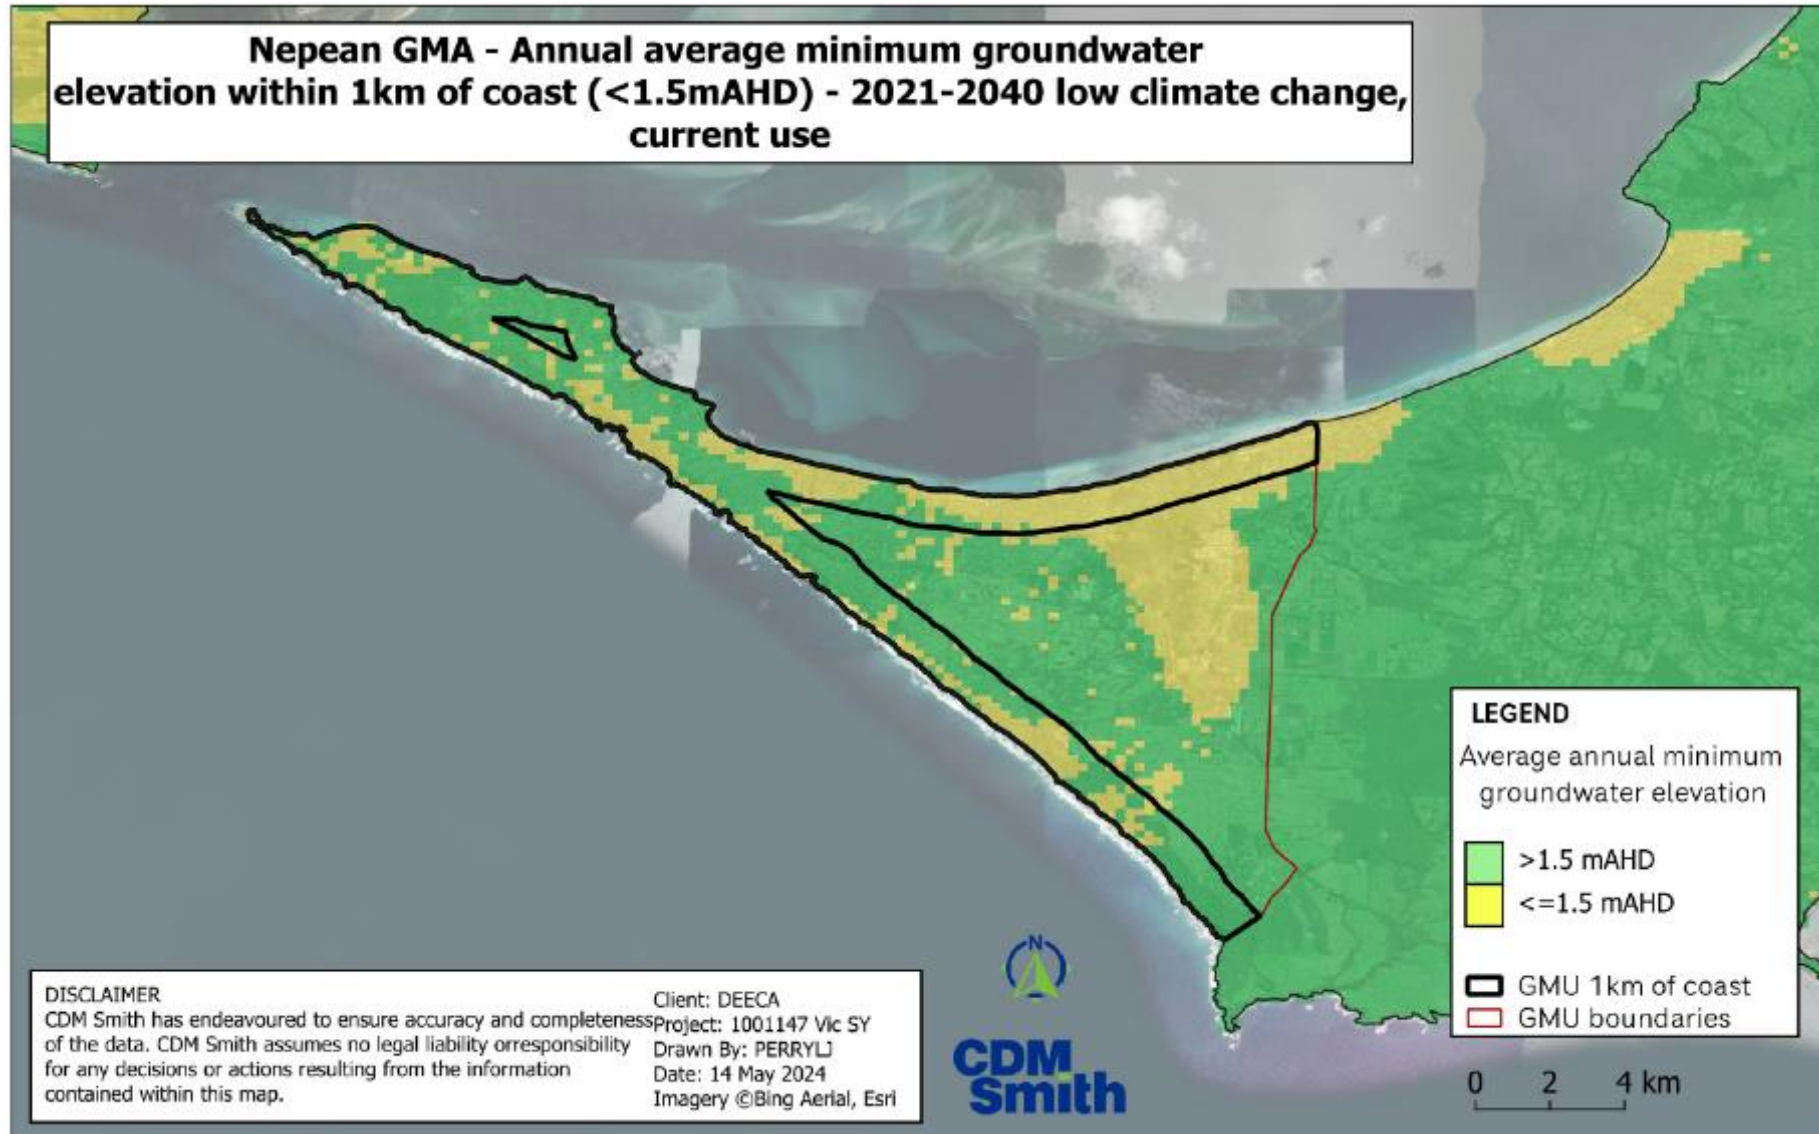 Nepean GMA - Annual average minimum groundwater
elevation within 1km of coast (<1.5mAHD) - 2021-2040 low climate change,
current use
LEGEND
Average annual minimum
groundwater elevation
>1.5 mAHD
<=1.5 mAHD
GMU 1km of coast
GMU boundaries
0 2 4 km
N
CDM
Smith
DISCLAIMER
CDM Smith has endeavoured to ensure accuracy and completeness
of the data. CDM Smith assumes no legal liability orresponsibility
for any decisions or actions resulting from the information
contained within this map.
Client: DEECA
Project: 1001147 Vic SY
Drawn By: PERRYLJ
Date: 14 May 2024
Imagery ©Bing Aerial, Esri